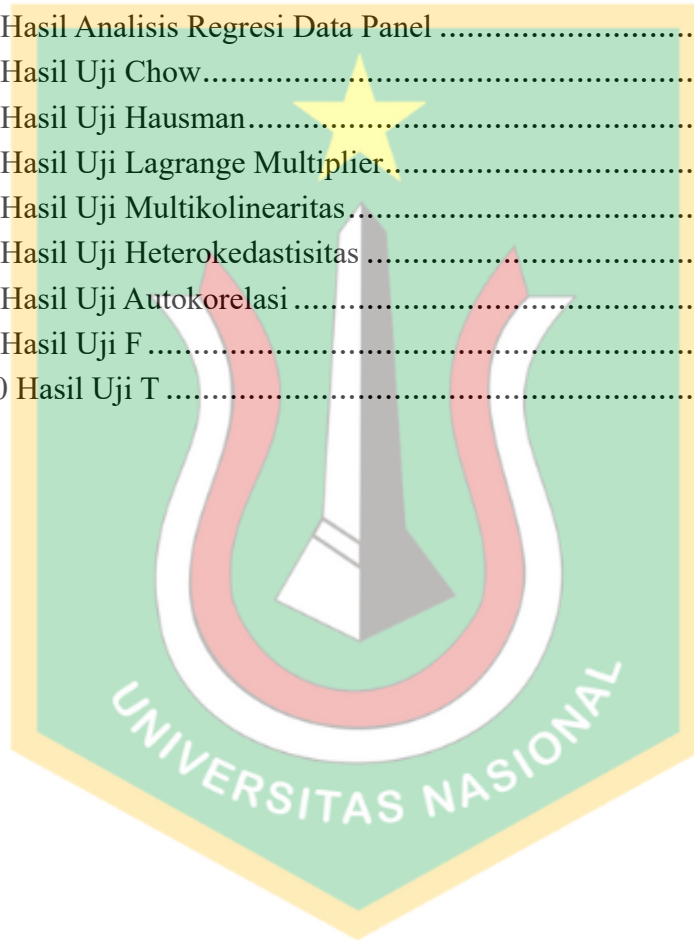 Hasil Analisis Regresi Data Panel ..............................
Hasil Uji Chow..........................................................
Hasil Uji Hausman....................................................
Hasil Uji Lagrange Multiplier....................................
Hasil Uji Multikolinearitas........................................
Hasil Uji Heterokedastisitas ......................................
Hasil Uji Autokorelasi...............................................
Hasil Uji F.................................................................
0 Hasil Uji T ..............................................................
UNIVERSITAS NASIONAL